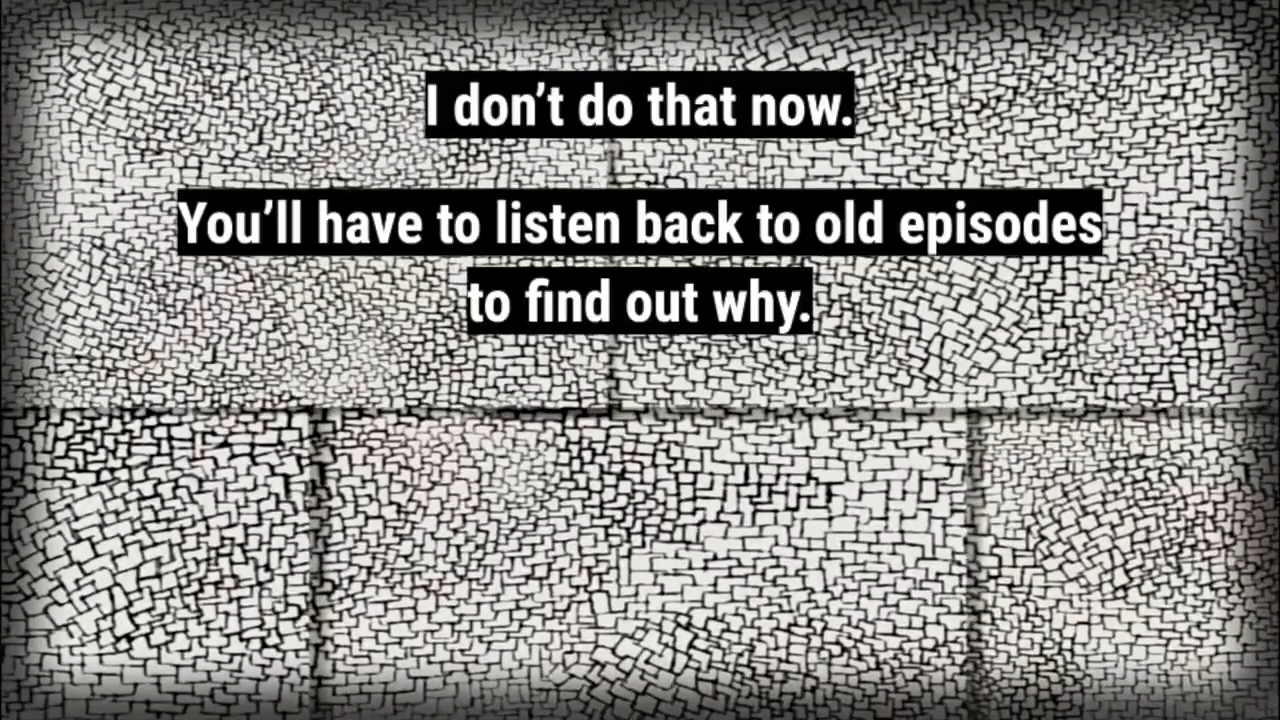 I don’t do that now.
You’ll have to listen back to old episodes
to find out why.